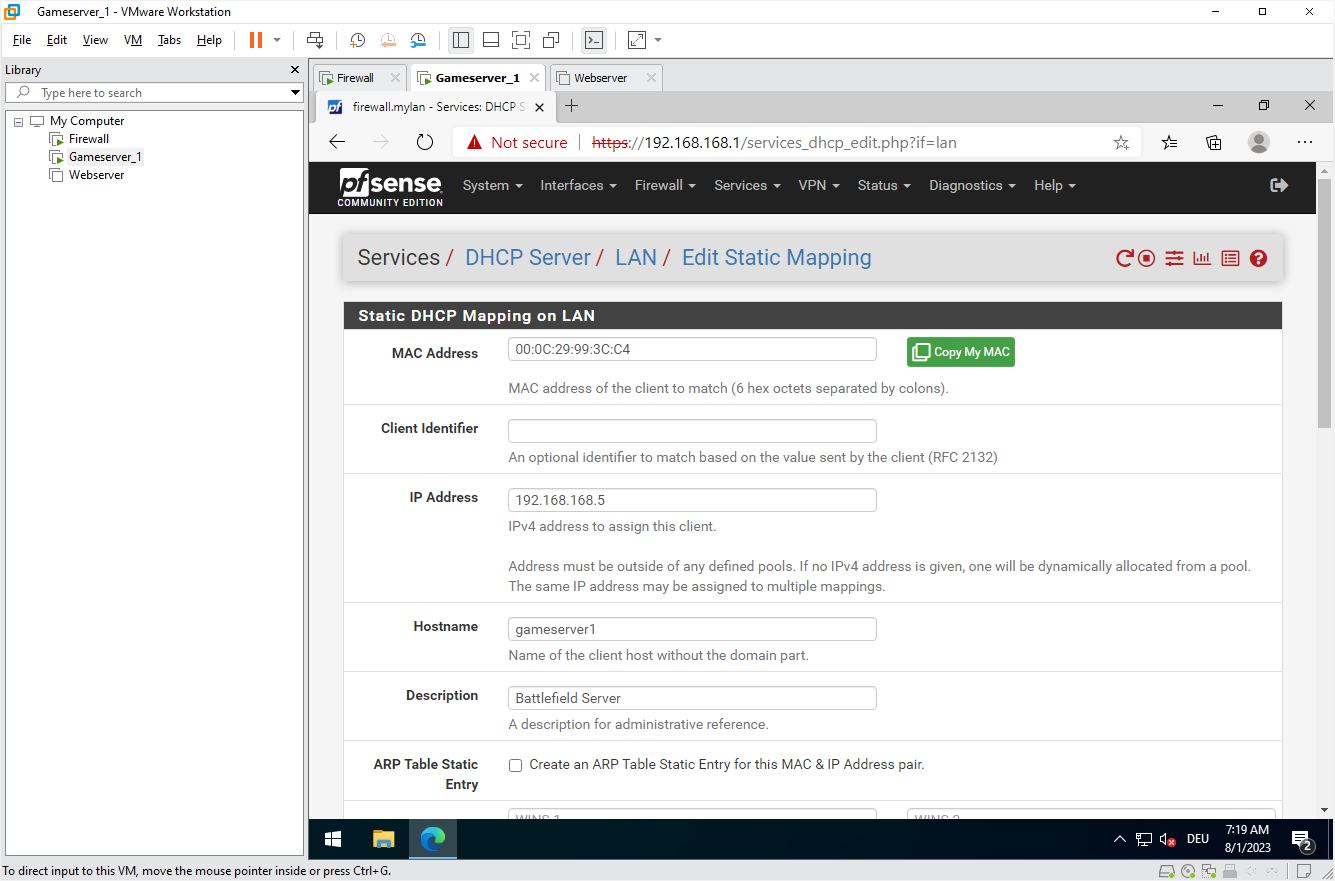 Gameserver_1 - VMware Workstation
File Edit View VM Tabs Help
Library
Type here to search
My Computer
Firewall
Gameserver_1
Webserver
Firewall
Gameserver_1
Webserver
firewall.mylan - Services: DHCP S
Not secure
https://192.168.168.1/services_dhcp_edit.php?if=lan
pfsense
COMMUNITY EDITION
System Interfaces Firewall Services VPN Status Diagnostics Help
Services / DHCP Server / LAN / Edit Static Mapping
Static DHCP Mapping on LAN
MAC Address
00:0C:29:99:3C:C4
Copy My MAC
MAC address of the client to match (6 hex octets separated by colons).
Client Identifier
An optional identifier to match based on the value sent by the client (RFC 2132)
IP Address
192.168.168.5
IPv4 address to assign this client.
Address must be outside of any defined pools. If no IPv4 address is given, one will be dynamically allocated from a pool.
The same IP address may be assigned to multiple mappings.
Hostname
gameserver1
Name of the client host without the domain part.
Description
Battlefield Server
A description for administrative reference.
ARP Table Static
Entry
Create an ARP Table Static Entry for this MAC & IP Address pair.
WINS 1
WINS 2
DEU
7:19 AM
8/1/2023
2
To direct input to this VM, move the mouse pointer inside or press Ctrl+G.